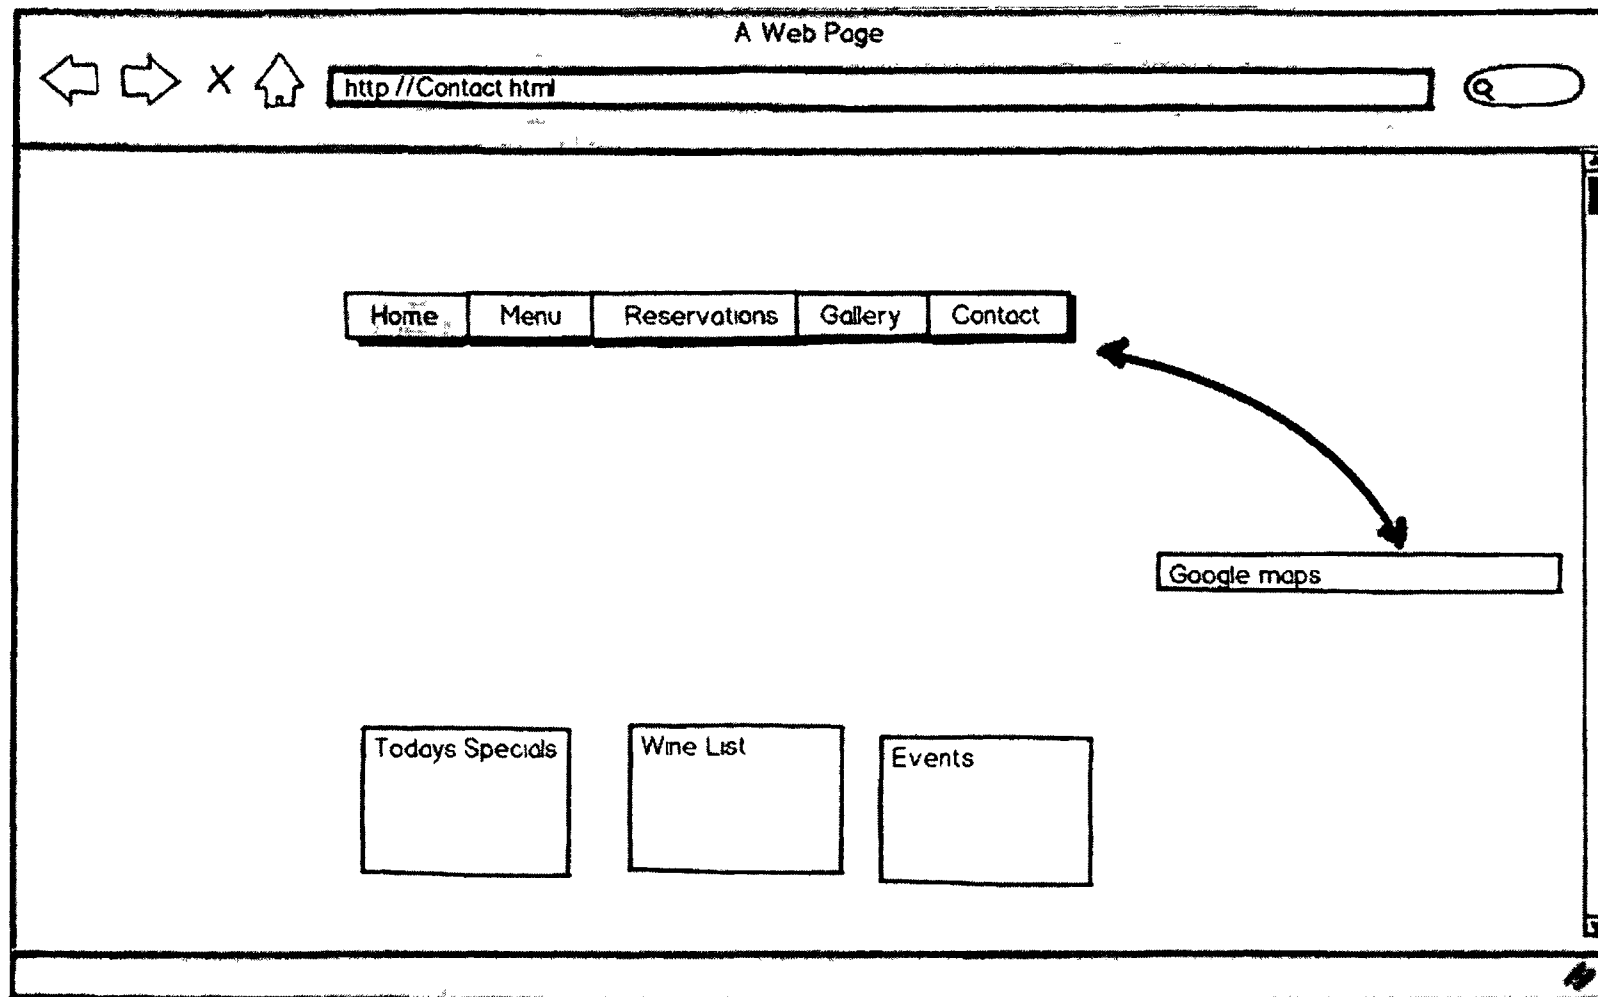 A Web Page
http //Contact html
Home Menu Reservations Gallery Contact
Google maps
Todays Specials Wine List Events